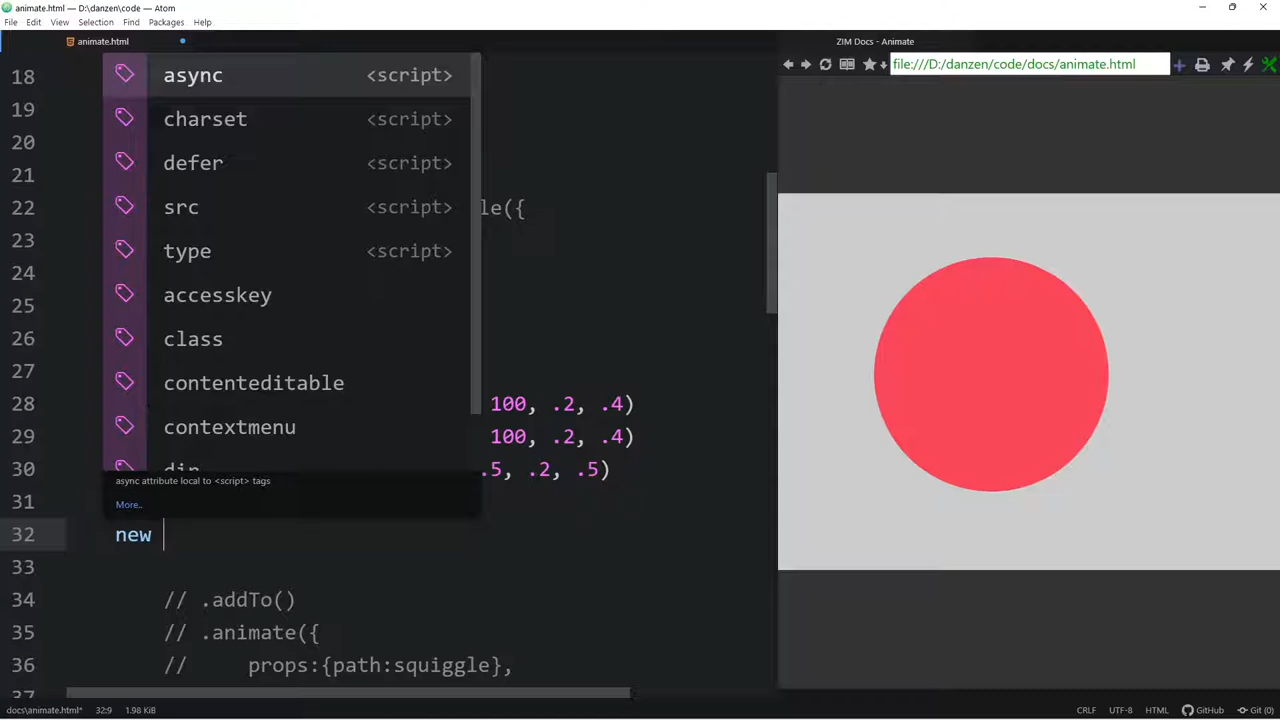 animate.html — D:\danzen\code — Atom
File Edit View Selection Find Packages Help
animate.html
ZIM Docs - Animate
file:///D:/danzen/code/docs/animate.html
18
19
20
21
22 le({
23
24
25
26
27
28 100, .2, .4)
29 100, .2, .4)
30 .5, .2, .5)
31
32 new
33
34 // .addTo()
35 // .animate({
36 // props:{path:squiggle},
37
async <script>
charset <script>
defer <script>
src <script>
type <script>
accesskey
class
contenteditable
contextmenu
dir
async attribute local to <script> tags
More..
docs\animate.html* 32:9 1.98 KiB CRLF UTF-8 HTML GitHub Git (0)